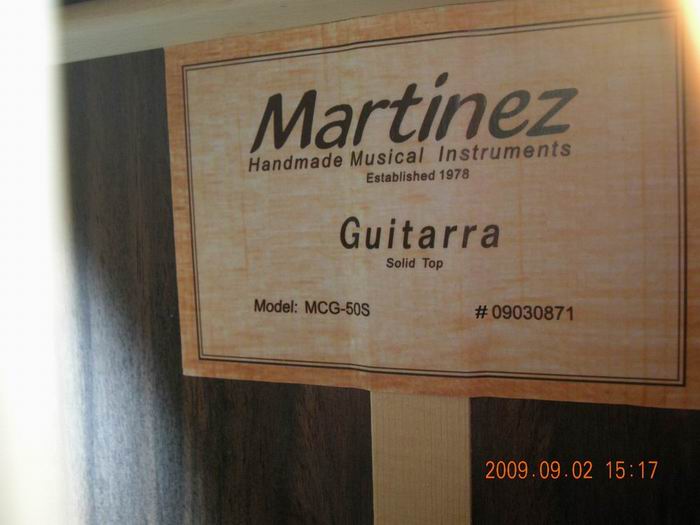 Martinez
Handmade Musical Instruments
Established 1978
Guitarra
Solid Top
Model: MCG-50S
# 09030871
2009.09.02 15:17